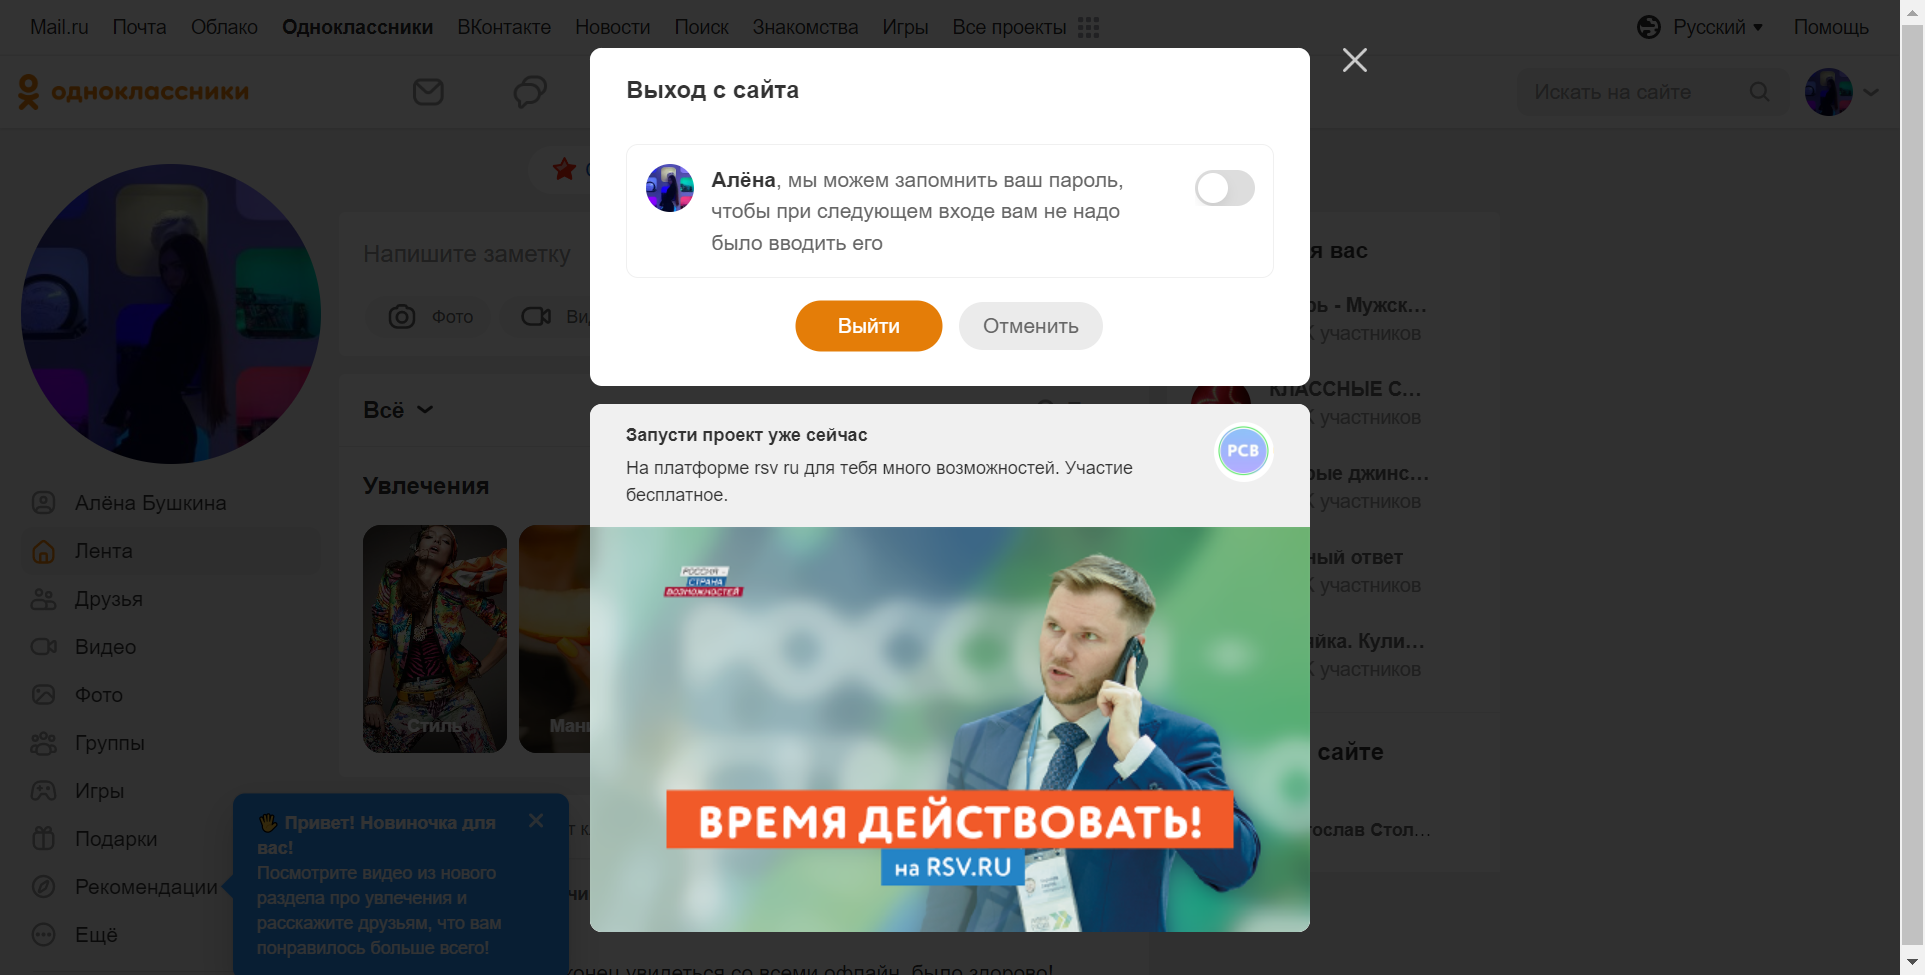 Mail.ru Почта Облако Одноклассники ВКонтакте Новости Поиск Знакомства Игры Все проекты Русский Помощь
одноклассники
Искать на сайте
Выход с сайта
Алёна, мы можем запомнить ваш пароль,
чтобы при следующем входе вам не надо
было вводить его
Выйти Отменить
Напишите заметку
Фото
Всё
Увлечения
Стиль
Алёна Бушкина
Лента
Друзья
Видео
Фото
Группы
Игры
Подарки
Рекомендации
Ещё
Привет! Новиночка для
вас!
Посмотрите видео из нового
раздела про увлечения и
расскажите друзьям, что вам
понравилось больше всего!
Запусти проект уже сейчас
На платформе rsv ru для тебя много возможностей. Участие
бесплатное.
РСВ
РОССИЯ -
СТРАНА
ВОЗМОЖНОСТЕЙ
ВРЕМЯ ДЕЙСТВОВАТЬ!
на RSV.RU
я вас
рь - Мужск...
К участников
КЛАССНЫЕ С...
К участников
рые джинс...
К участников
ный ответ
К участников
йка. Кули...
К участников
сайте
ослав Стол...
конец увидеться со всеми офлайн, было здорово!